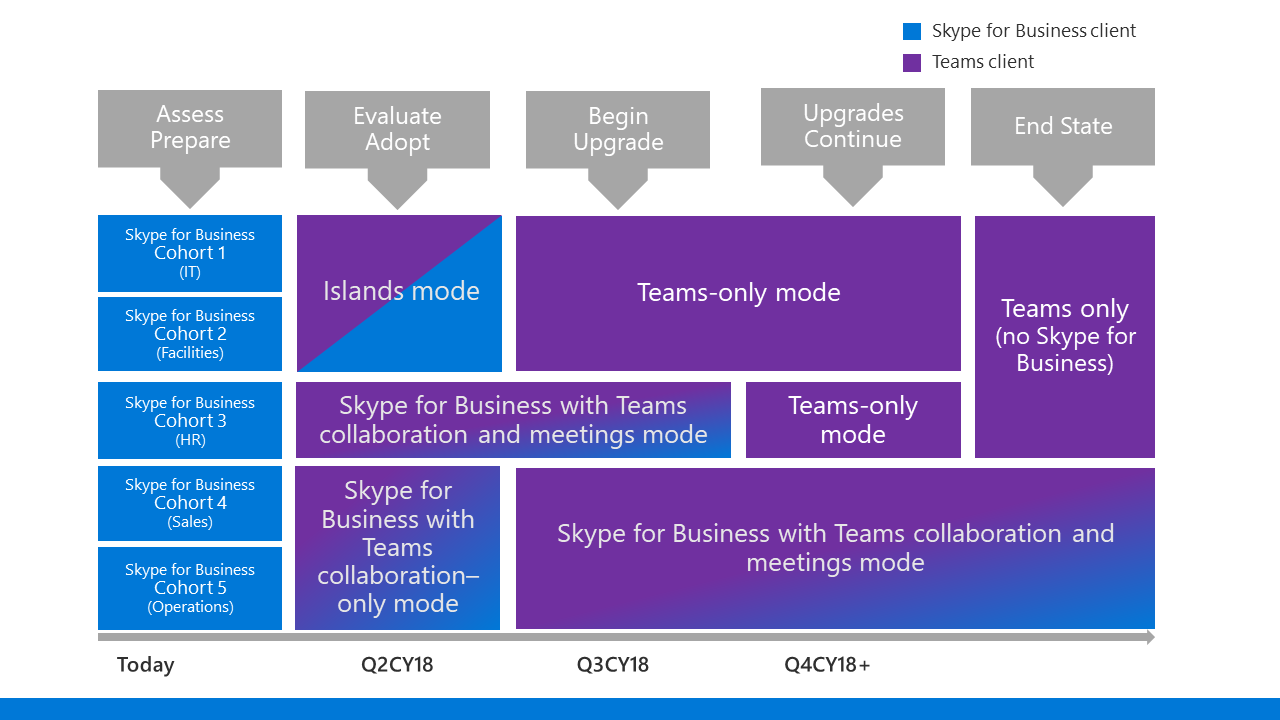 Skype for Business client
Teams client
Assess
Prepare
Evaluate
Adopt
Begin
Upgrade
Upgrades
Continue
End State
Skype for Business
Cohort 1
(IT)
Skype for Business
Cohort 2
(Facilities)
Skype for Business
Cohort 3
(HR)
Skype for Business
Cohort 4
(Sales)
Skype for Business
Cohort 5
(Operations)
Islands mode
Teams-only mode
Teams only
(no Skype for
Business)
Skype for Business with Teams
collaboration and meetings mode
Teams-only
mode
Skype for
Business with
Teams
collaboration–
only mode
Skype for Business with Teams collaboration and
meetings mode
Today
Q2CY18
Q3CY18
Q4CY18+